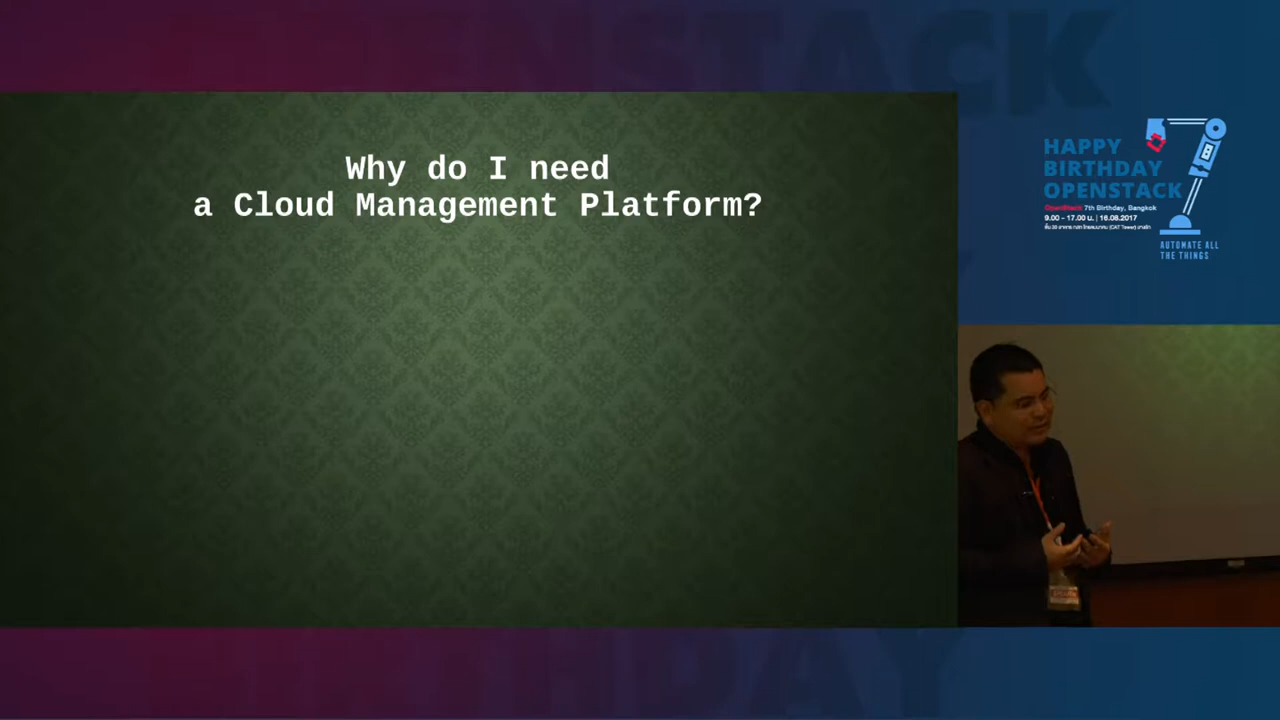 Why do I need
a Cloud Management Platform?
HAPPY
BIRTHDAY
OPENSTACK
OpenStack 7th Birthday, Bangkok
9.00 - 17.00 น. | 16.08.2017
AUTOMATE ALL
THE THINGS